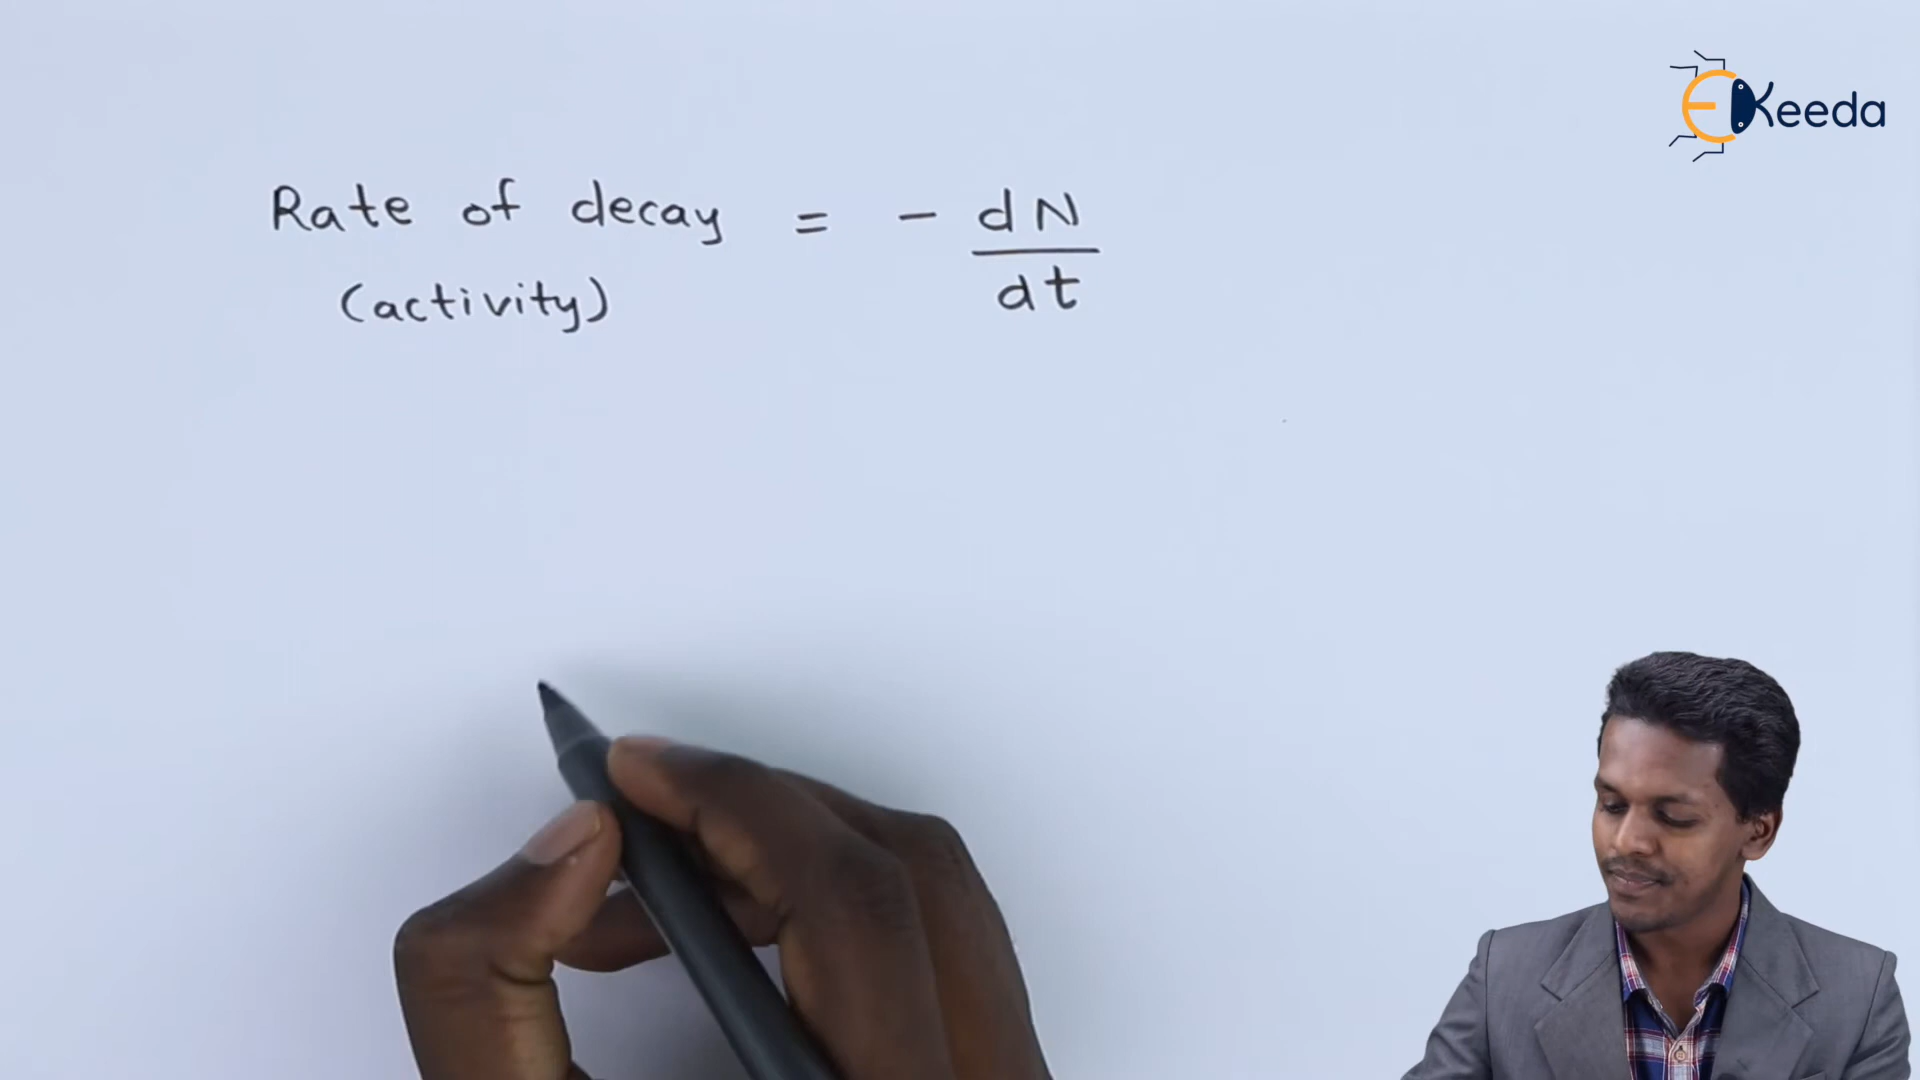 EKeeda
Rate of decay = - dN/dt
(activity)